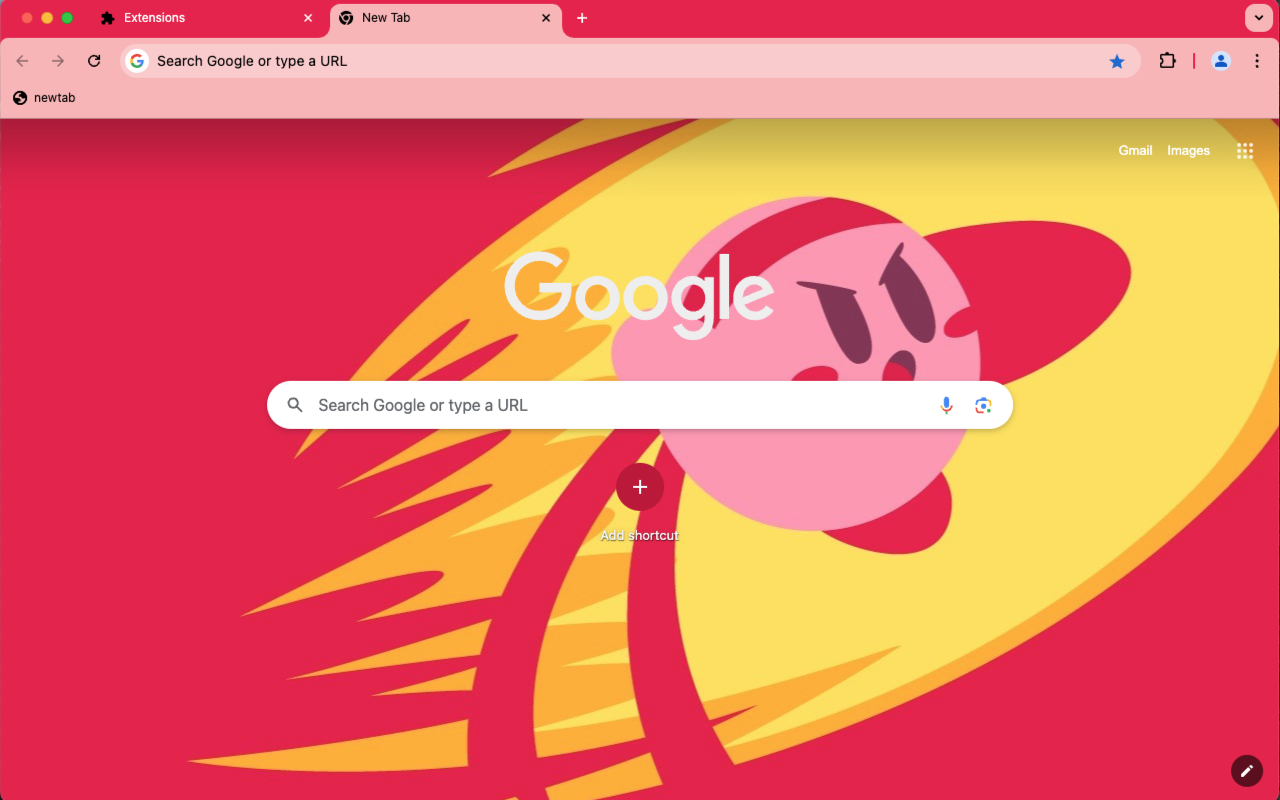 Extensions
New Tab
Search Google or type a URL
newtab
Gmail Images
Google
Search Google or type a URL
Add shortcut